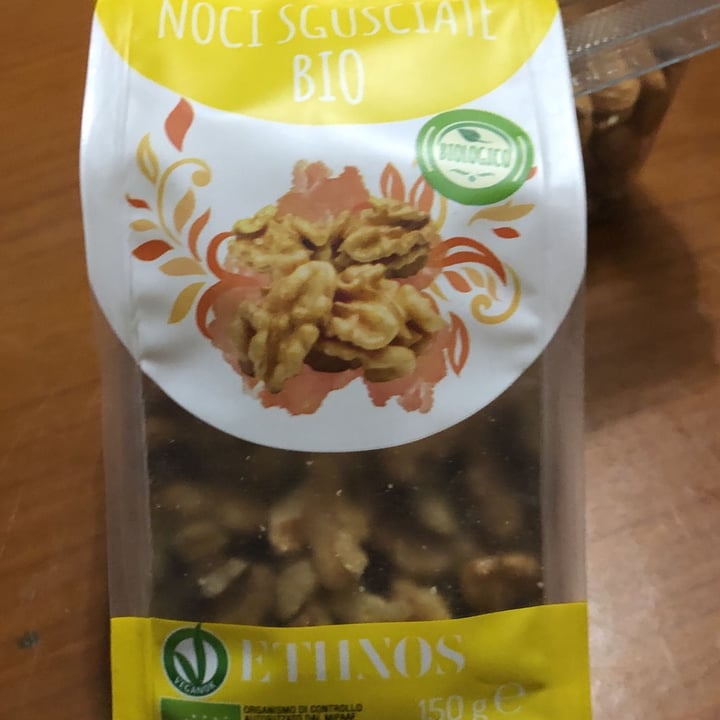 NOCI SGUSCIATE
BIO
BIOLOGICO
ETHNOS
VEGANOK
150 g e
ORGANISMO DI CONTROLLO
AUTORIZZATO DAL MIPAAF